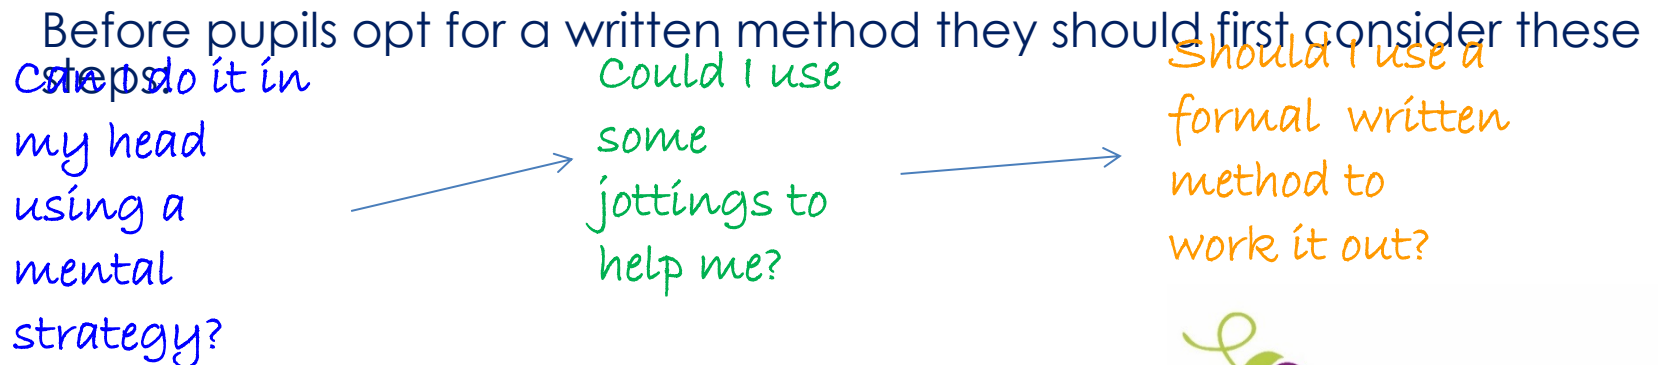 Before pupils opt for a written method they should first consider these
steps:
Can I do it in
my head
using a
mental
strategy?
Could I use
some
jottings to
help me?
Should I use a
formal written
method to
work it out?